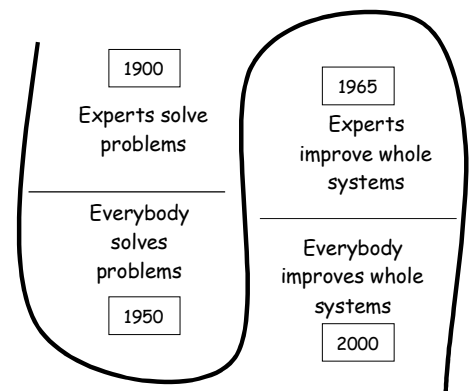 1900
Experts solve
problems
Everybody
solves
problems
1950
1965
Experts
improve whole
systems
Everybody
improves whole
systems
2000